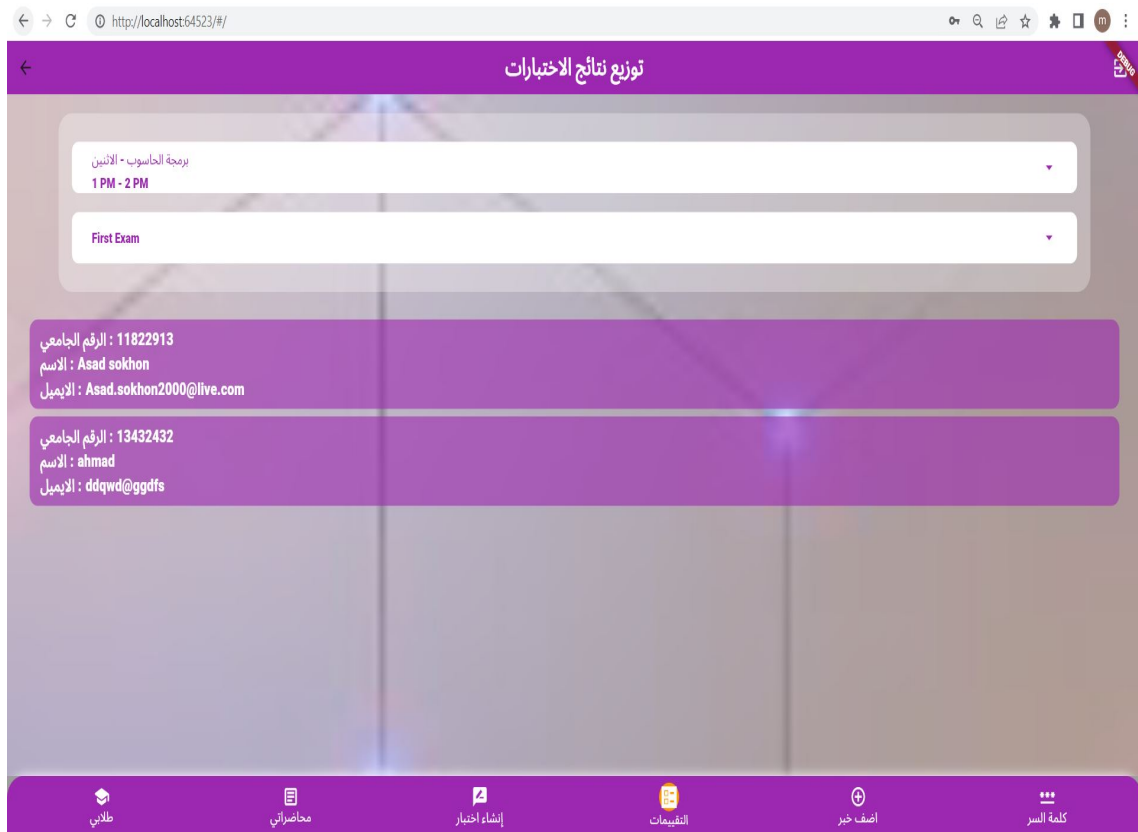 http://localhost:64523/#/
m
توزيع نتائج الاختبارات
DEBUG
برمجة الحاسوب - الاثنين
1 PM - 2 PM
First Exam
11822913 : الرقم الجامعي
Asad sokhon : الاسم
Asad.sokhon2000@live.com : الايميل
13432432 : الرقم الجامعي
ahmad : الاسم
ddqwd@ggdfs : الايميل
طلابي
محاضراتي
إنشاء اختبار
التقييمات
اضف خبر
كلمة السر